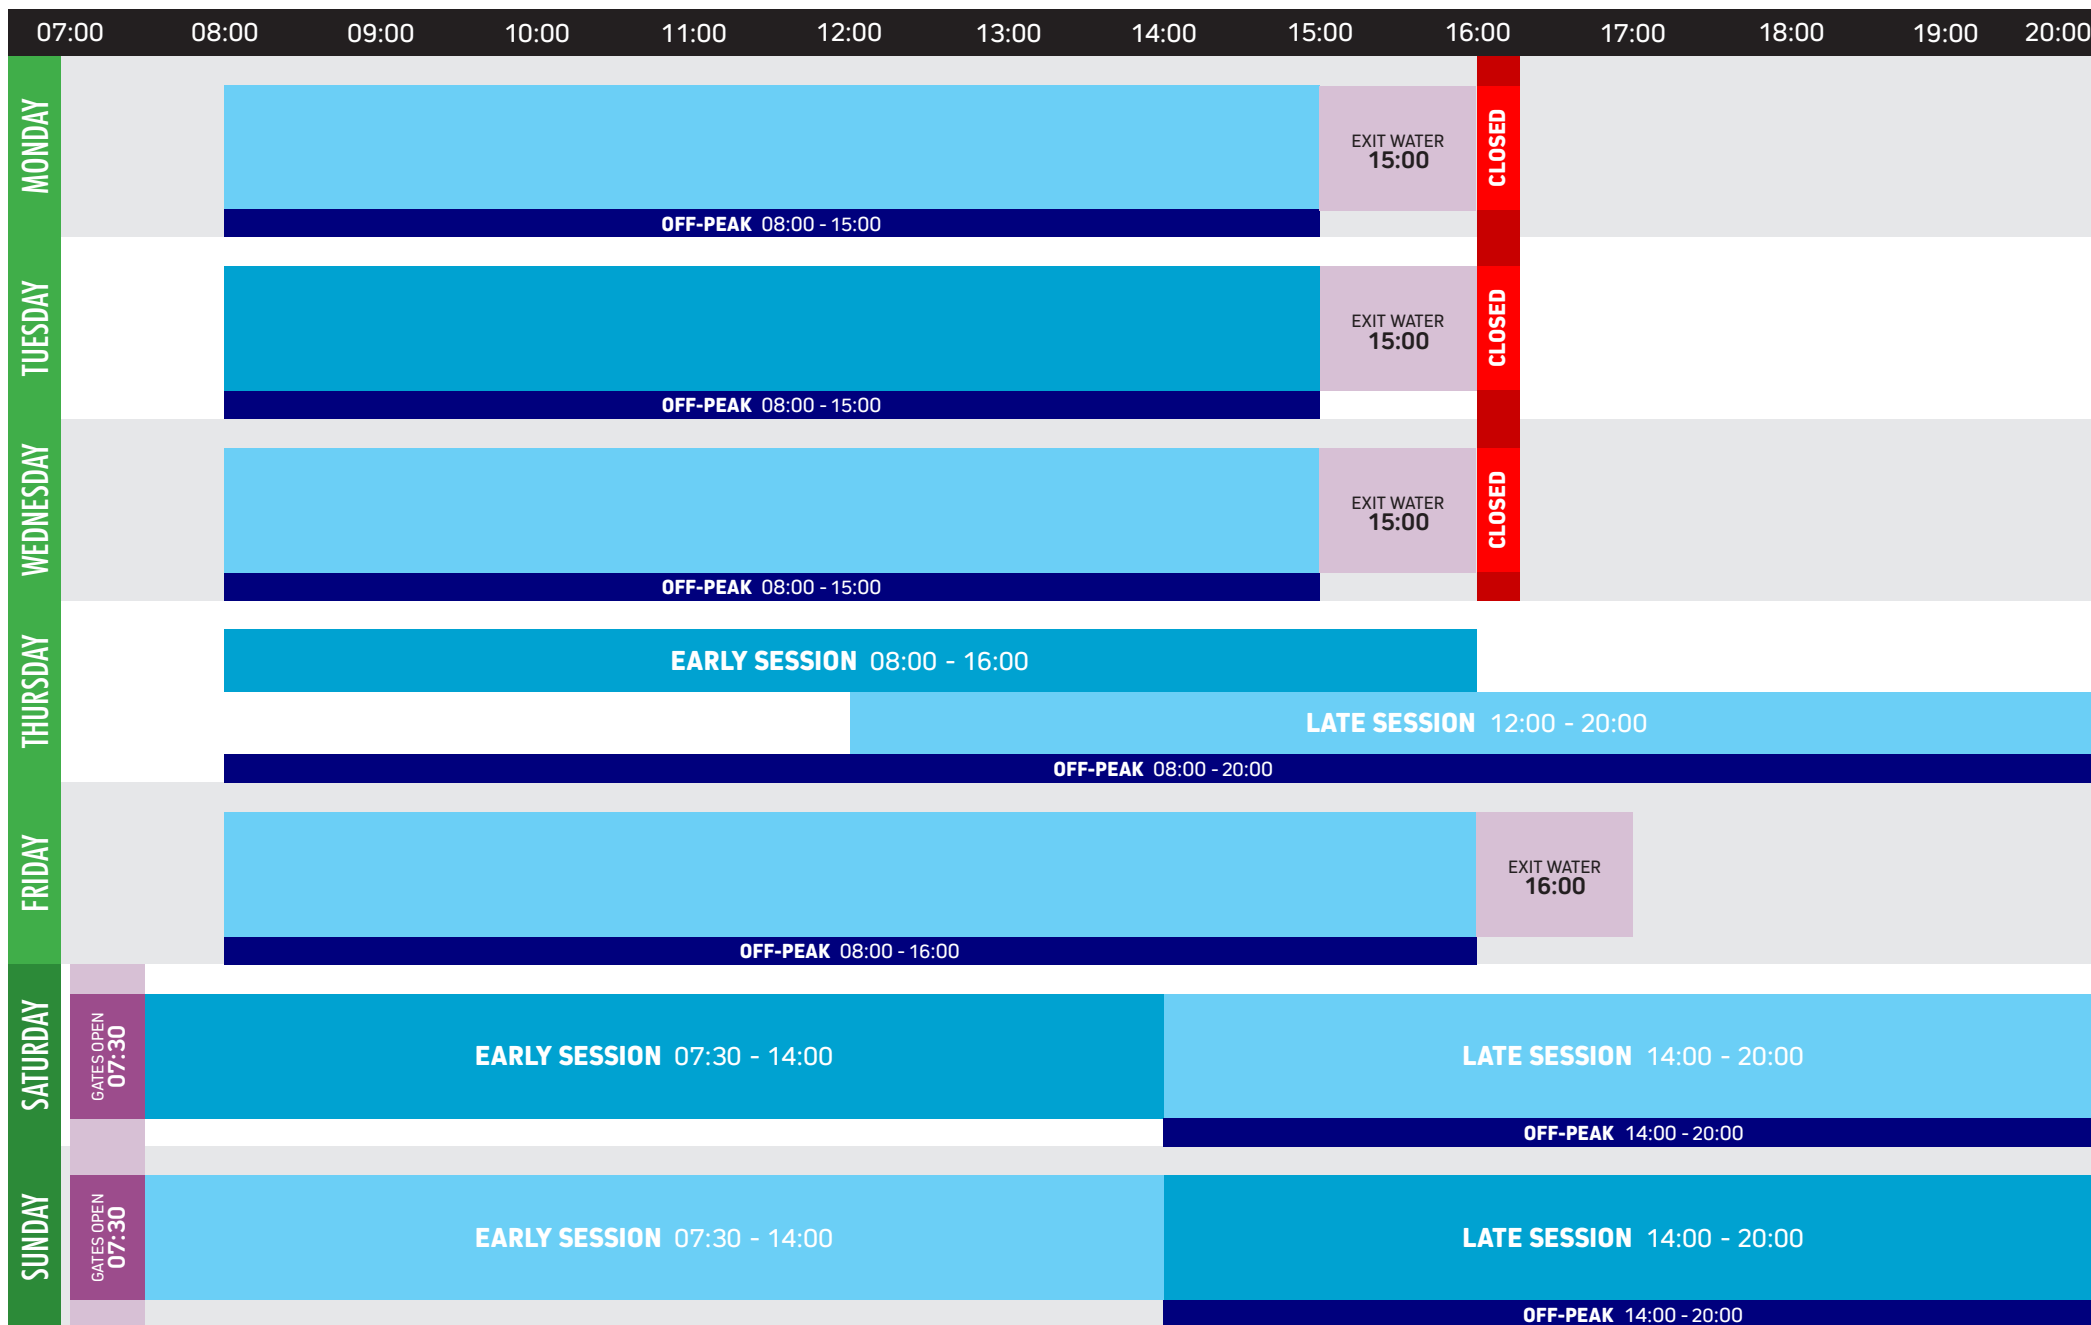 07:00 08:00 09:00 10:00 11:00 12:00 13:00 14:00 15:00 16:00 17:00 18:00 19:00 20:00
MONDAY
EXIT WATER
15:00
CLOSED
OFF-PEAK 08:00 - 15:00
TUESDAY
EXIT WATER
15:00
CLOSED
OFF-PEAK 08:00 - 15:00
WEDNESDAY
EXIT WATER
15:00
CLOSED
OFF-PEAK 08:00 - 15:00
THURSDAY
EARLY SESSION 08:00 - 16:00
LATE SESSION 12:00 - 20:00
OFF-PEAK 08:00 - 20:00
FRIDAY
EXIT WATER
16:00
OFF-PEAK 08:00 - 16:00
SATURDAY
GATES OPEN
07:30
EARLY SESSION 07:30 - 14:00
LATE SESSION 14:00 - 20:00
OFF-PEAK 14:00 - 20:00
SUNDAY
GATES OPEN
07:30
EARLY SESSION 07:30 - 14:00
LATE SESSION 14:00 - 20:00
OFF-PEAK 14:00 - 20:00